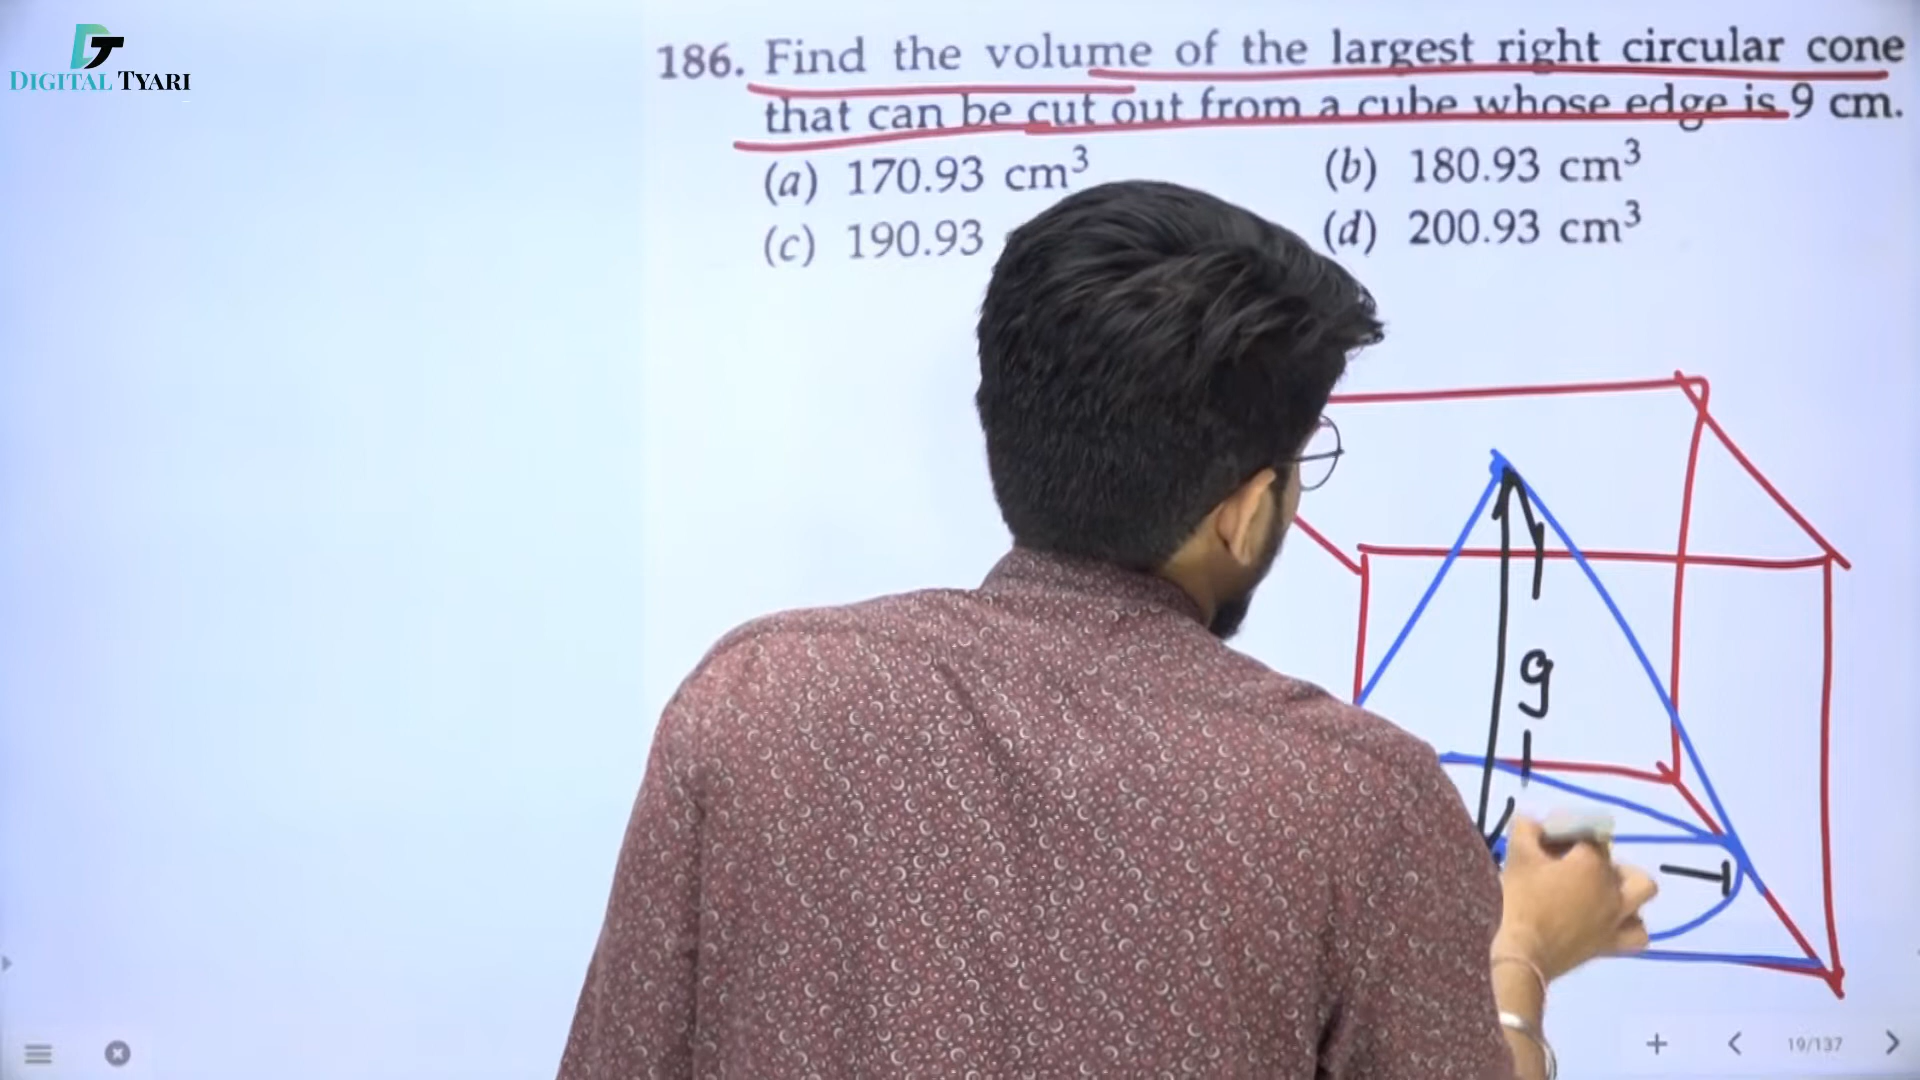 DIGITAL TYARI
186. Find the volume of the largest right circular cone
that can be cut out from a cube whose edge is 9 cm.
(a) 170.93 cm³ (b) 180.93 cm³
(c) 190.93 (d) 200.93 cm³
9
19/137